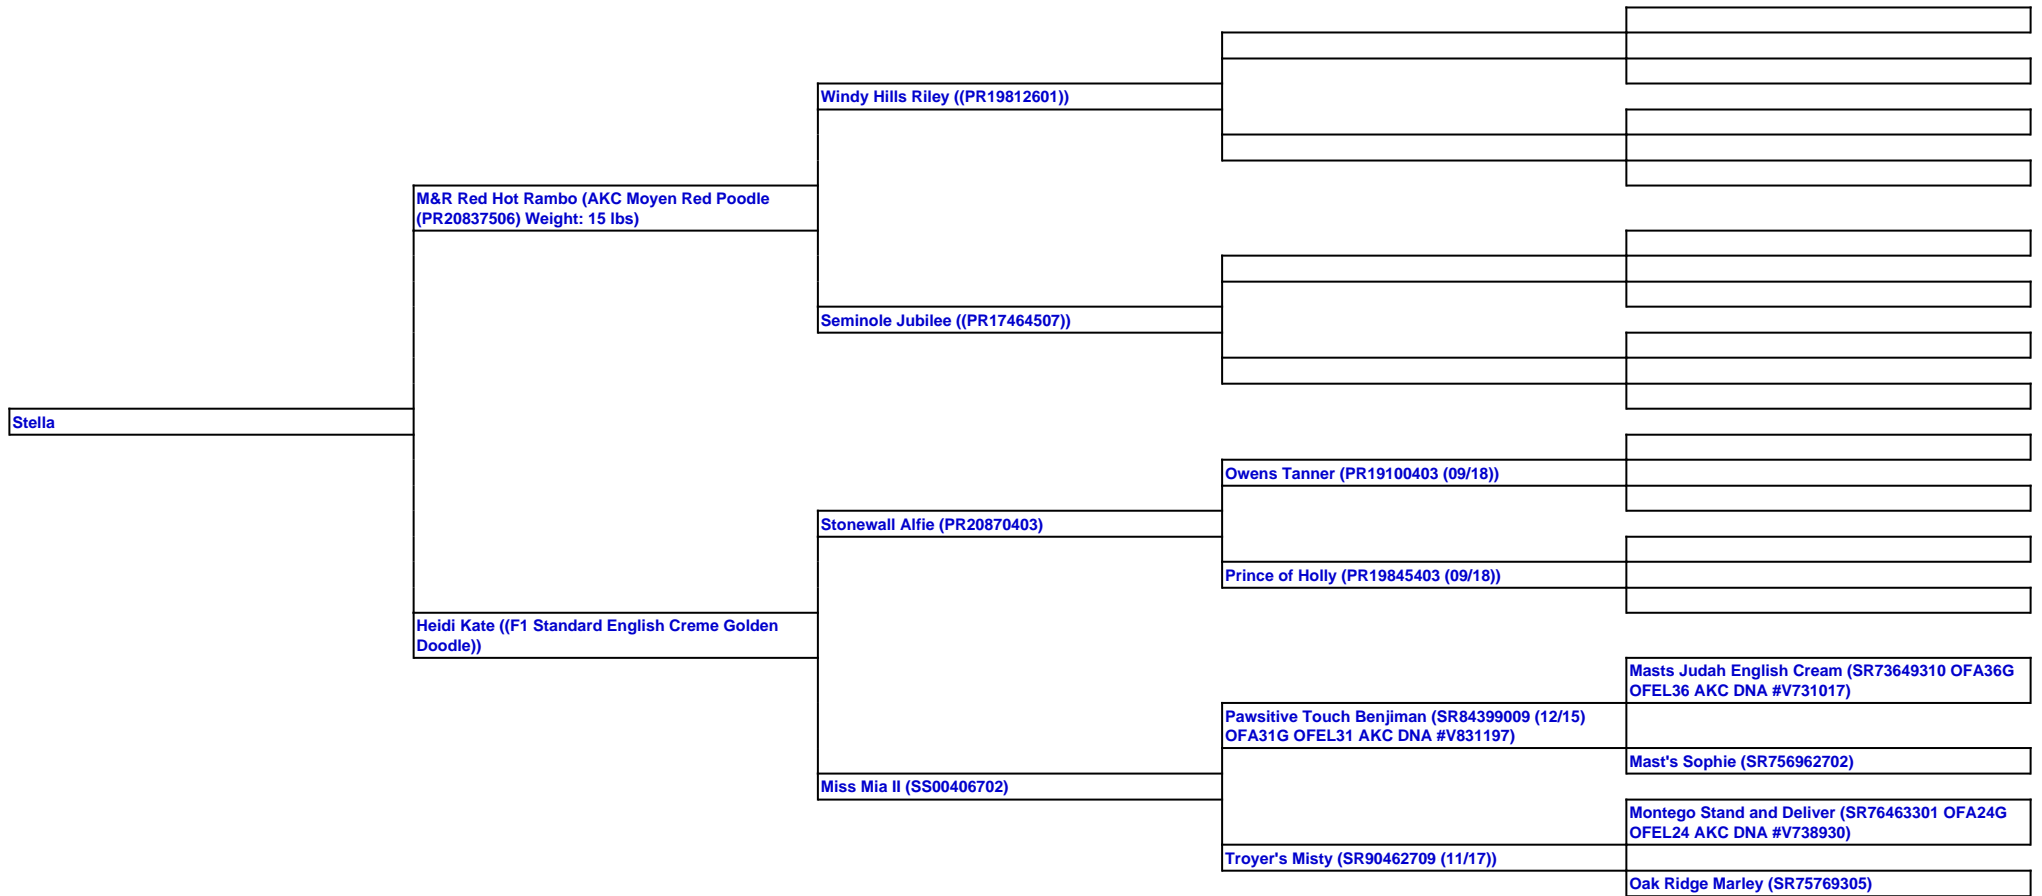 Windy Hills Riley ((PR19812601))
M&R Red Hot Rambo (AKC Moyen Red Poodle
(PR20837506) Weight: 15 lbs)
Seminole Jubilee ((PR17464507))
Stella
Owens Tanner (PR19100403 (09/18))
Stonewall Alfie (PR20870403)
Prince of Holly (PR19845403 (09/18))
Heidi Kate ((F1 Standard English Creme Golden
Doodle))
Masts Judah English Cream (SR73649310 OFA36G
OFEL36 AKC DNA #V731017)
Pawsitive Touch Benjiman (SR84399009 (12/15)
OFA31G OFEL31 AKC DNA #V831197)
Mast's Sophie (SR756962702)
Miss Mia II (SS00406702)
Montego Stand and Deliver (SR76463301 OFA24G
OFEL24 AKC DNA #V738930)
Troyer's Misty (SR90462709 (11/17))
Oak Ridge Marley (SR75769305)